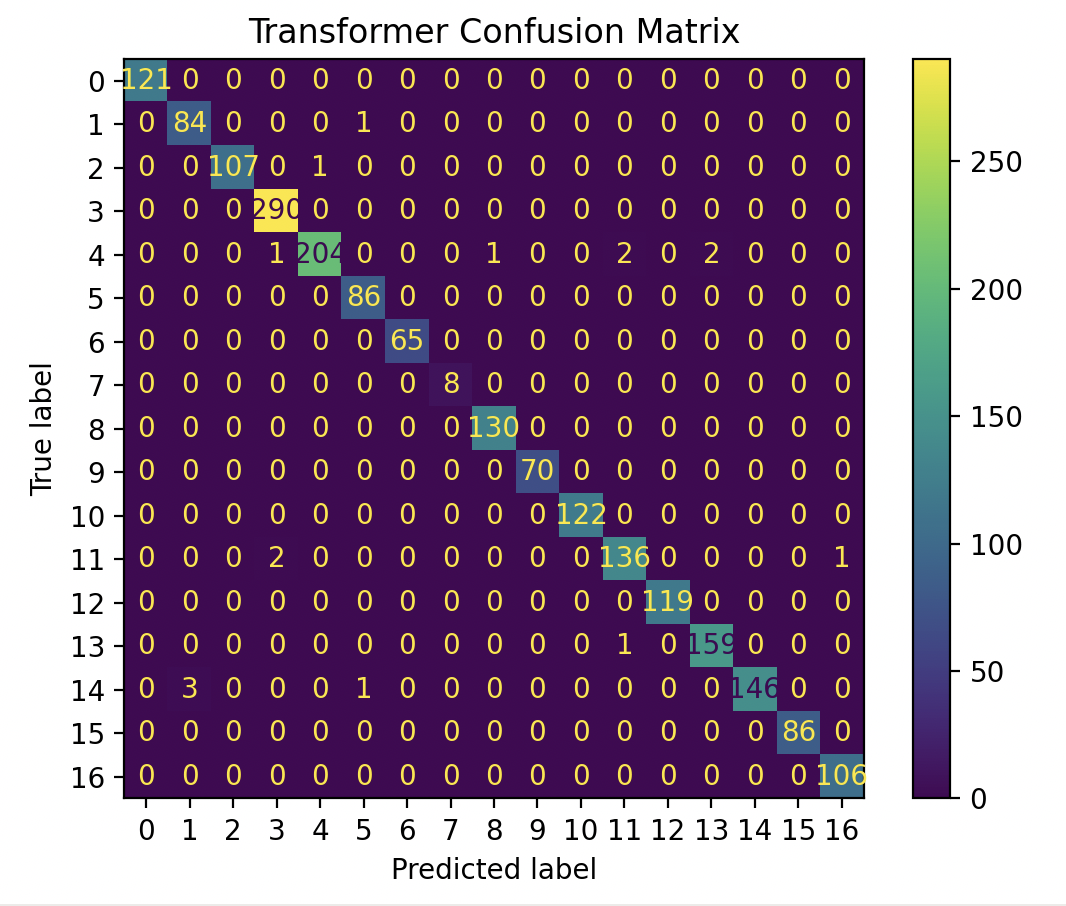 Transformer Confusion Matrix
0 121 0 0 0 0 0 0 0 0 0 0 0 0 0 0 0 0
1 0 84 0 0 0 1 0 0 0 0 0 0 0 0 0 0 0
2 0 0 107 0 1 0 0 0 0 0 0 0 0 0 0 0 0
3 0 0 0 290 0 0 0 0 0 0 0 0 0 0 0 0 0
4 0 0 0 1 204 0 0 0 1 0 0 2 0 2 0 0 0
5 0 0 0 0 0 86 0 0 0 0 0 0 0 0 0 0 0
6 0 0 0 0 0 0 65 0 0 0 0 0 0 0 0 0 0
7 0 0 0 0 0 0 0 8 0 0 0 0 0 0 0 0 0
8 0 0 0 0 0 0 0 0 130 0 0 0 0 0 0 0 0
9 0 0 0 0 0 0 0 0 0 70 0 0 0 0 0 0 0
10 0 0 0 0 0 0 0 0 0 0 122 0 0 0 0 0 0
11 0 0 0 2 0 0 0 0 0 0 0 136 0 0 0 0 1
12 0 0 0 0 0 0 0 0 0 0 0 0 119 0 0 0 0
13 0 0 0 0 0 0 0 0 0 0 0 1 0 159 0 0 0
14 0 3 0 0 0 1 0 0 0 0 0 0 0 0 146 0 0
15 0 0 0 0 0 0 0 0 0 0 0 0 0 0 0 86 0
16 0 0 0 0 0 0 0 0 0 0 0 0 0 0 0 0 106
0 1 2 3 4 5 6 7 8 9 10 11 12 13 14 15 16
Predicted label
True label
250
200
150
100
50
0